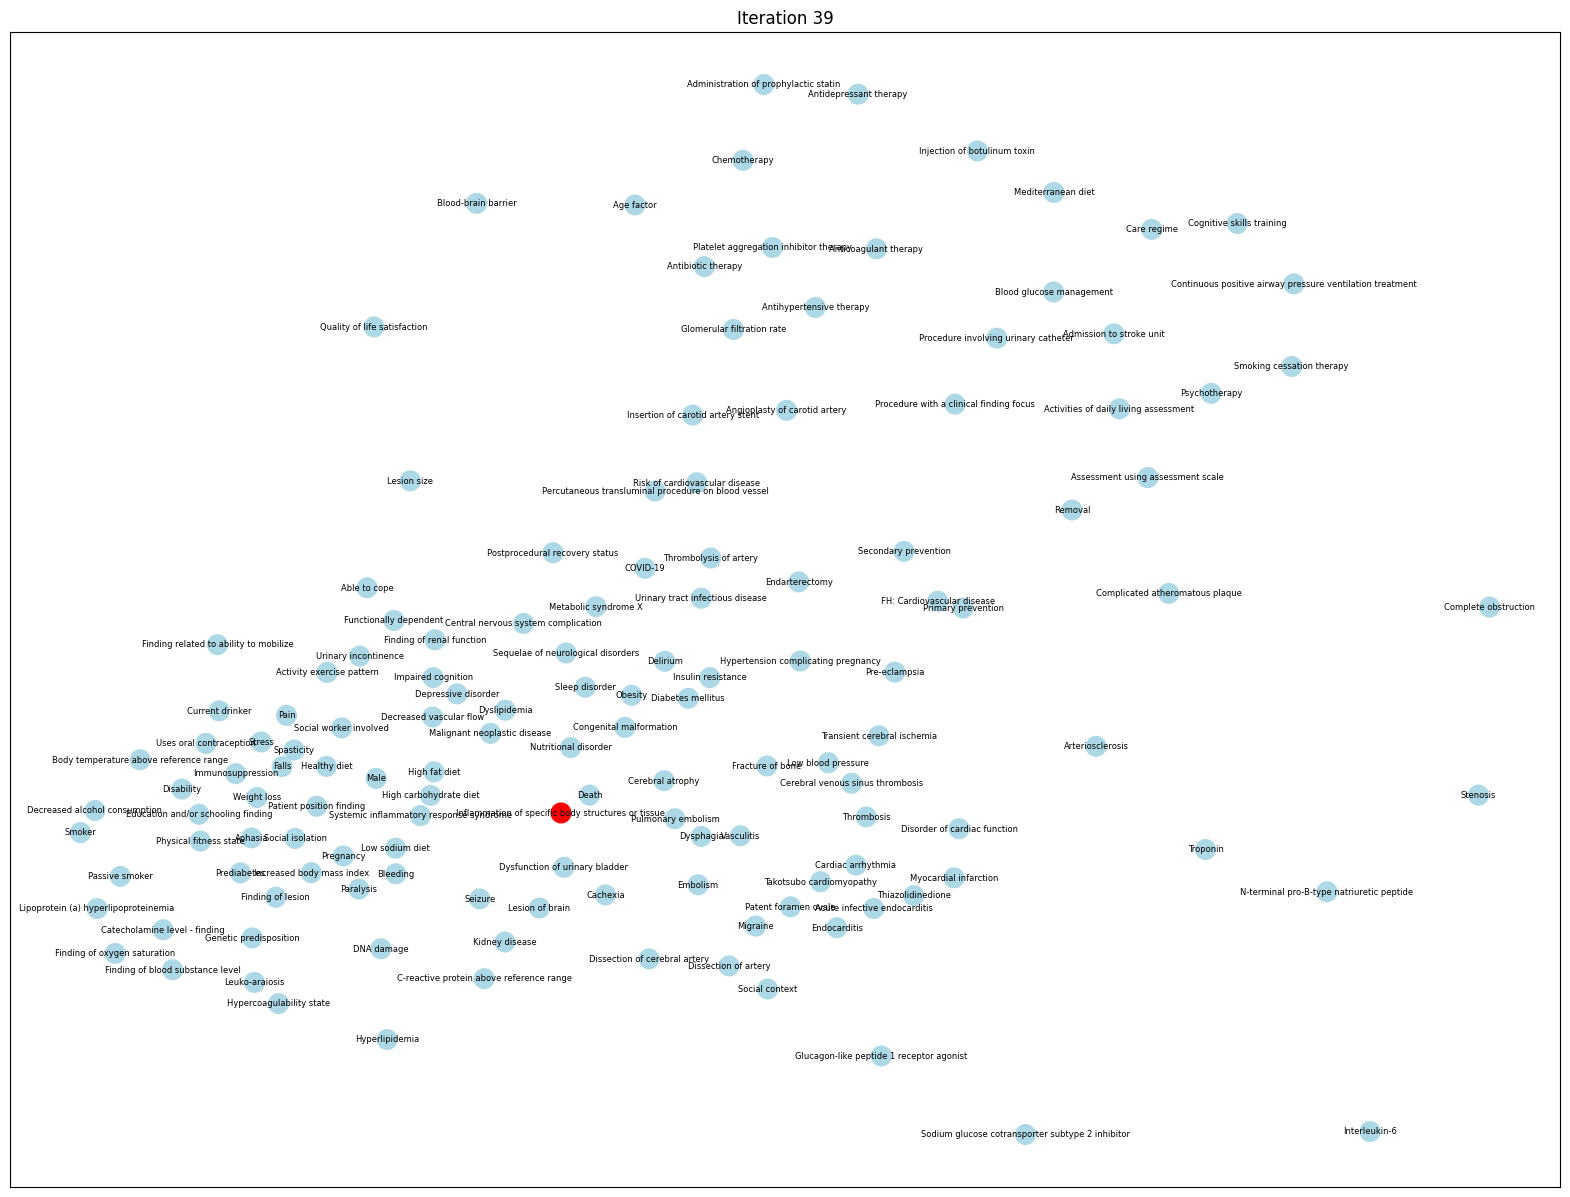 Iteration 39
Administration of prophylactic statin
Antidepressant therapy
Injection of botulinum toxin
Chemotherapy
Mediterranean diet
Blood-brain barrier
Age factor
Cognitive skills training
Care regime
Platelet aggregation inhibitor therapy
Anticoagulant therapy
Antibiotic therapy
Continuous positive airway pressure ventilation treatment
Blood glucose management
Antihypertensive therapy
Quality of life satisfaction
Glomerular filtration rate
Admission to stroke unit
Procedure involving urinary catheter
Smoking cessation therapy
Psychotherapy
Procedure with a clinical finding focus
Activities of daily living assessment
Angioplasty of carotid artery
Insertion of carotid artery stent
Assessment using assessment scale
Lesion size
Risk of cardiovascular disease
Percutaneous transluminal procedure on blood vessel
Removal
Secondary prevention
Postprocedural recovery status
Thrombolysis of artery
COVID-19
Endarterectomy
Able to cope
Complicated atheromatous plaque
Urinary tract infectious disease
FH: Cardiovascular disease
Metabolic syndrome X
Complete obstruction
Primary prevention
Functionally dependent
Central nervous system complication
Finding of renal function
Finding related to ability to mobilize
Sequelae of neurological disorders
Urinary incontinence
Delirium
Hypertension complicating pregnancy
Activity exercise pattern
Pre-eclampsia
Impaired cognition
Insulin resistance
Sleep disorder
Depressive disorder
Obesity
Diabetes mellitus
Current drinker
Dyslipidemia
Pain
Decreased vascular flow
Social worker involved
Congenital malformation
Malignant neoplastic disease
Transient cerebral ischemia
Uses oral contraception
Stress
Arteriosclerosis
Nutritional disorder
Spasticity
Body temperature above reference range
Low blood pressure
Falls
Healthy diet
Fracture of bone
High fat diet
Immunosuppression
Male
Cerebral atrophy
Cerebral venous sinus thrombosis
Disability
Death
High carbohydrate diet
Stenosis
Weight loss
Patient position finding
Decreased alcohol consumption
Inflammation of specific body structures or tissue
Education and/or schooling finding
Systemic inflammatory response syndrome
Thrombosis
Pulmonary embolism
Disorder of cardiac function
Smoker
Dysphagia
Vasculitis
Aphasia
Social isolation
Physical fitness state
Low sodium diet
Troponin
Pregnancy
Cardiac arrhythmia
Dysfunction of urinary bladder
Prediabetes
Increased body mass index
Bleeding
Passive smoker
Myocardial infarction
Takotsubo cardiomyopathy
Embolism
Paralysis
N-terminal pro-B-type natriuretic peptide
Cachexia
Thiazolidinedione
Finding of lesion
Seizure
Patent foramen ovale
Lesion of brain
Acute infective endocarditis
Lipoprotein (a) hyperlipoproteinemia
Migraine
Endocarditis
Catecholamine level - finding
Genetic predisposition
Kidney disease
DNA damage
Finding of oxygen saturation
Dissection of cerebral artery
Dissection of artery
Finding of blood substance level
C-reactive protein above reference range
Leuko-araiosis
Social context
Hypercoagulability state
Hyperlipidemia
Glucagon-like peptide 1 receptor agonist
Interleukin-6
Sodium glucose cotransporter subtype 2 inhibitor